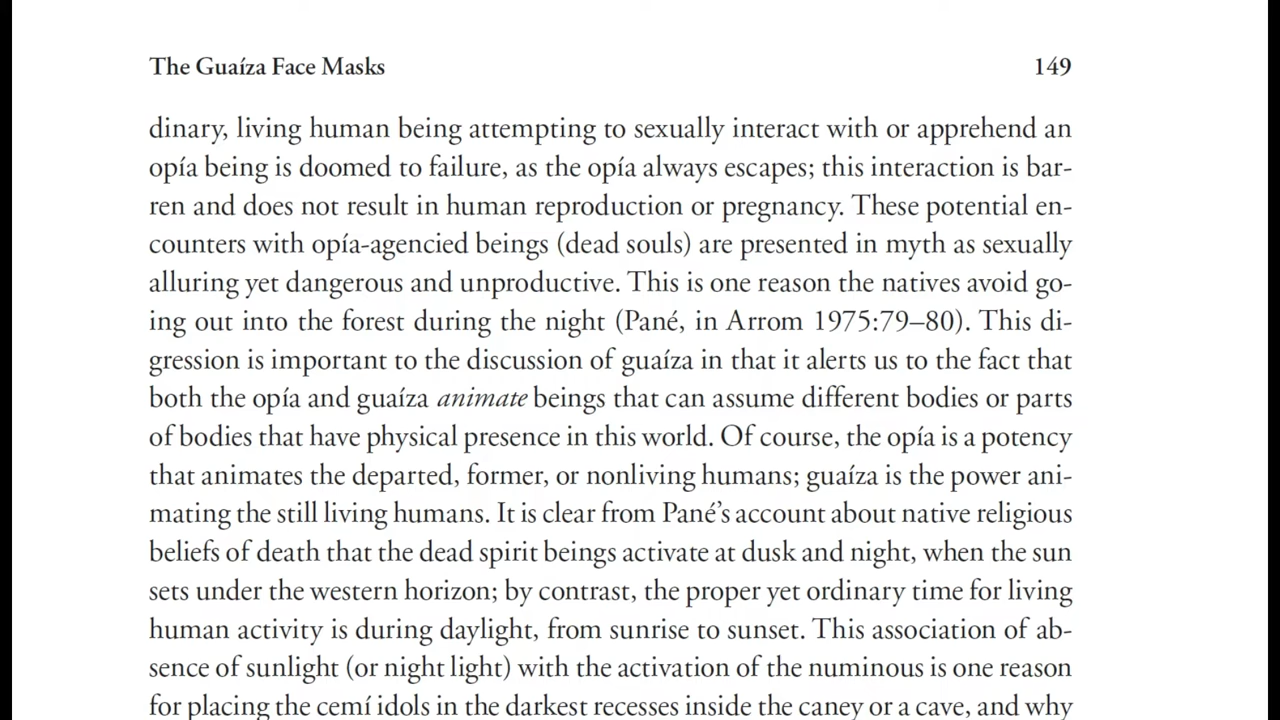 The Guaíza Face Masks 149
dinary, living human being attempting to sexually interact with or apprehend an
opía being is doomed to failure, as the opía always escapes; this interaction is bar-
ren and does not result in human reproduction or pregnancy. These potential en-
counters with opía-agencied beings (dead souls) are presented in myth as sexually
alluring yet dangerous and unproductive. This is one reason the natives avoid go-
ing out into the forest during the night (Pané, in Arrom 1975:79–80). This di-
gression is important to the discussion of guaíza in that it alerts us to the fact that
both the opía and guaíza animate beings that can assume different bodies or parts
of bodies that have physical presence in this world. Of course, the opía is a potency
that animates the departed, former, or nonliving humans; guaíza is the power ani-
mating the still living humans. It is clear from Pané’s account about native religious
beliefs of death that the dead spirit beings activate at dusk and night, when the sun
sets under the western horizon; by contrast, the proper yet ordinary time for living
human activity is during daylight, from sunrise to sunset. This association of ab-
sence of sunlight (or night light) with the activation of the numinous is one reason
for placing the cemí idols in the darkest recesses inside the caney or a cave, and why